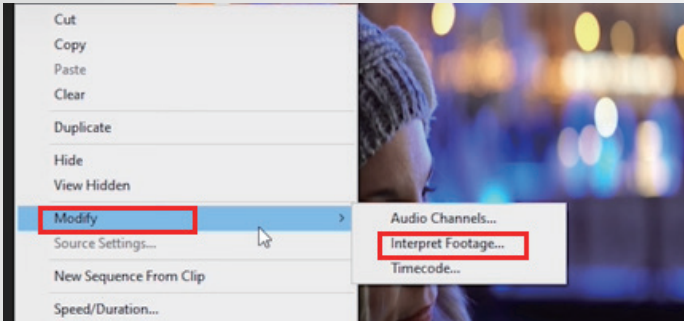 Cut
Copy
Paste
Clear
Duplicate
Hide
View Hidden
Modify
Source Settings...
New Sequence From Clip
Speed/Duration...
Audio Channels...
Interpret Footage...
Timecode...